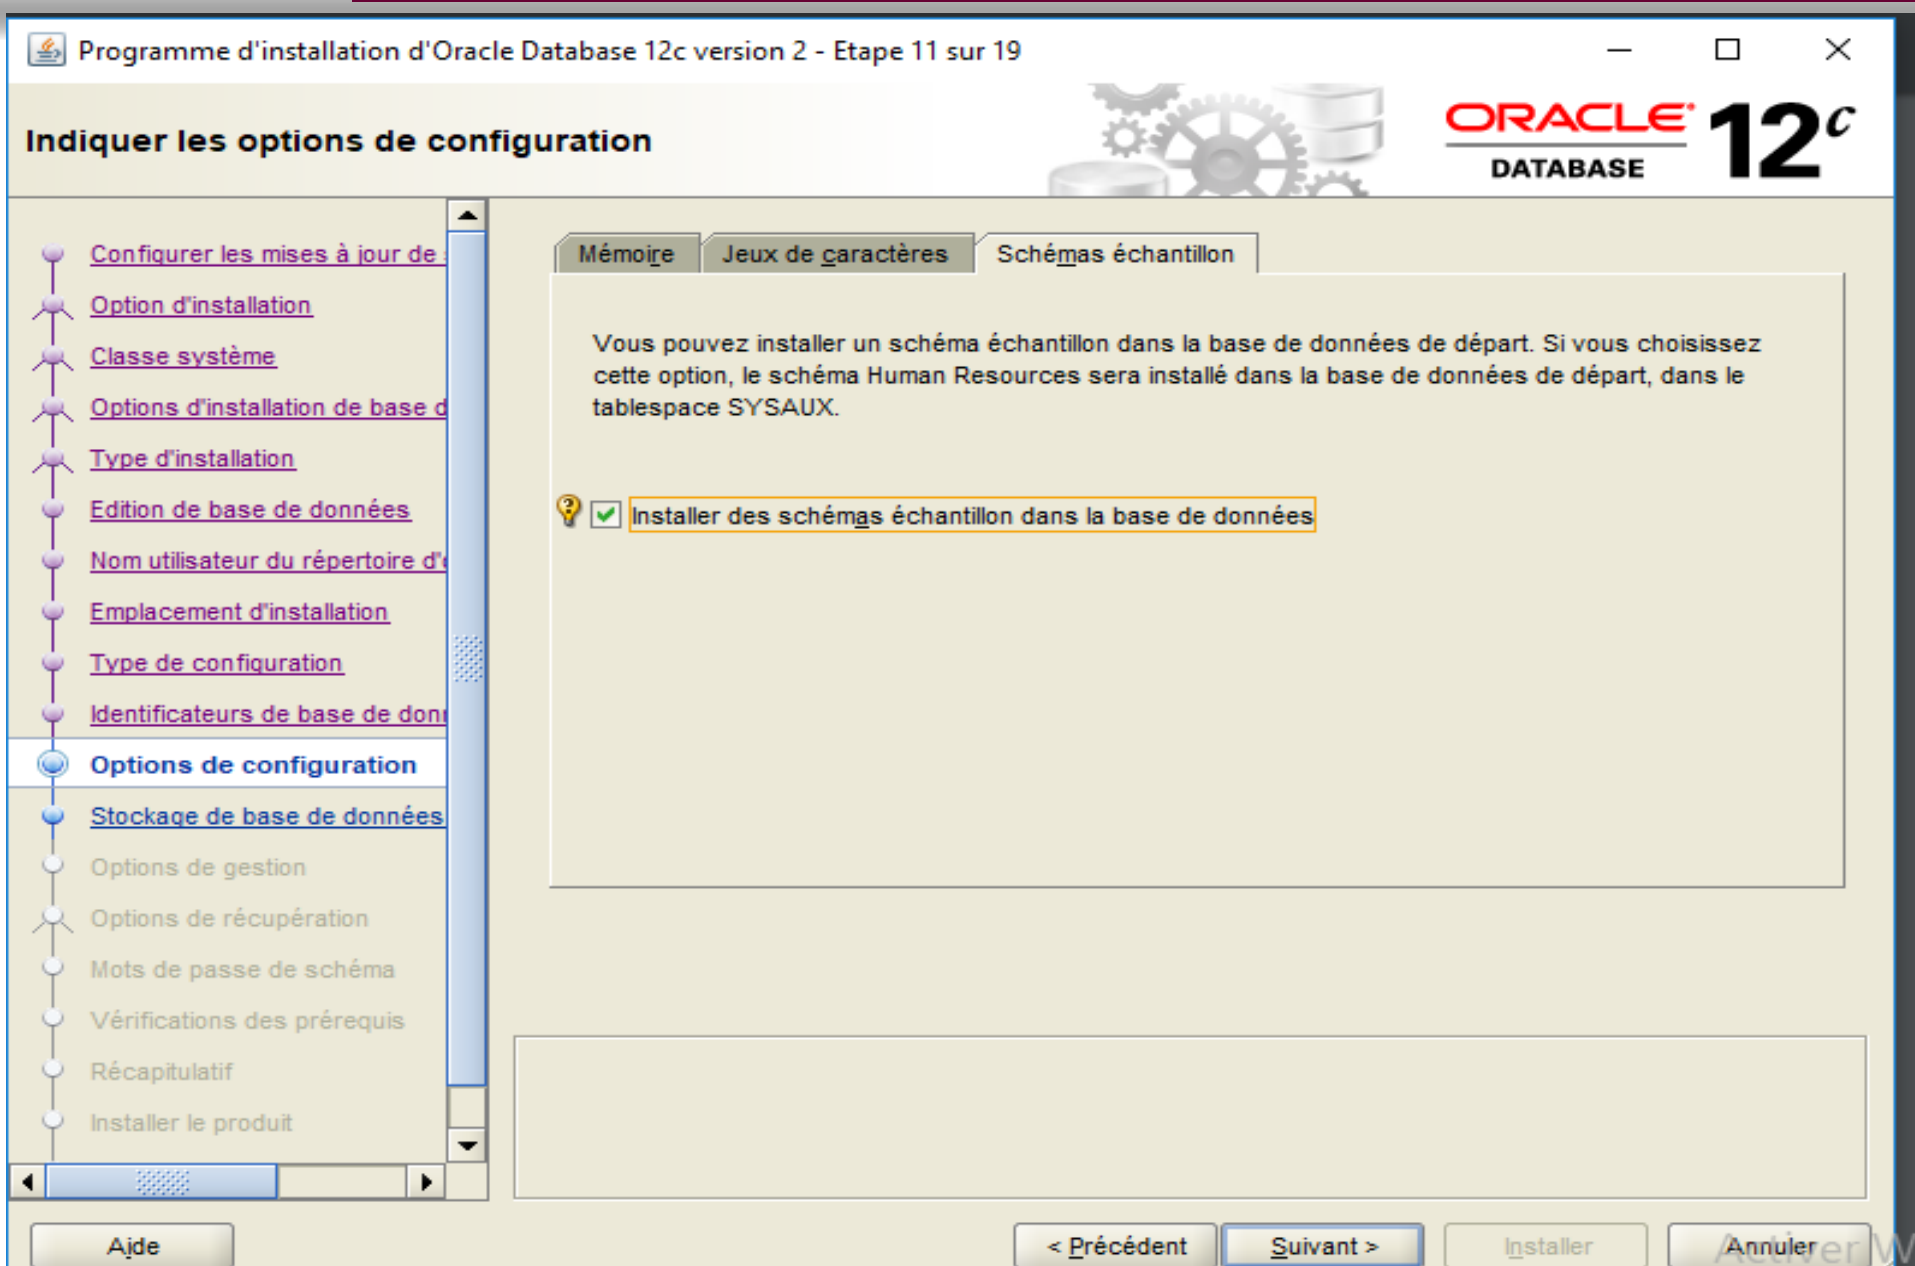 Programme d'installation d'Oracle Database 12c version 2 - Etape 11 sur 19
Indiquer les options de configuration
ORACLE
DATABASE
12c
Configurer les mises à jour de
Option d'installation
Classe système
Options d'installation de base d
Type d'installation
Edition de base de données
Nom utilisateur du répertoire d'
Emplacement d'installation
Type de configuration
Identificateurs de base de don
Options de configuration
Stockage de base de données
Options de gestion
Options de récupération
Mots de passe de schéma
Vérifications des prérequis
Récapitulatif
Installer le produit
Mémoire
Jeux de caractères
Schémas échantillon
Vous pouvez installer un schéma échantillon dans la base de données de départ. Si vous choisissez
cette option, le schéma Human Resources sera installé dans la base de données de départ, dans le
tablespace SYSAUX.
Installer des schémas échantillon dans la base de données
Aide
< Précédent
Suivant >
Installer
Annuler
Activer W